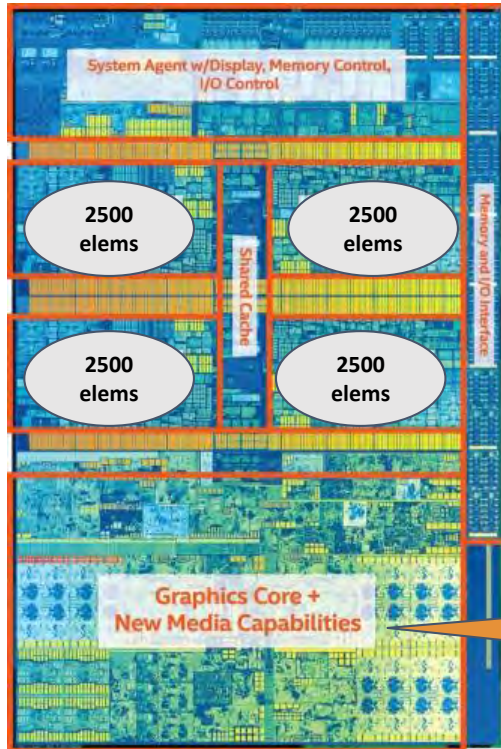 System Agent w/Display, Memory Control,
I/O Control
2500
elems
2500
elems
Shared Cache
Memory and I/O Interface
2500
elems
2500
elems
Graphics Core +
New Media Capabilities